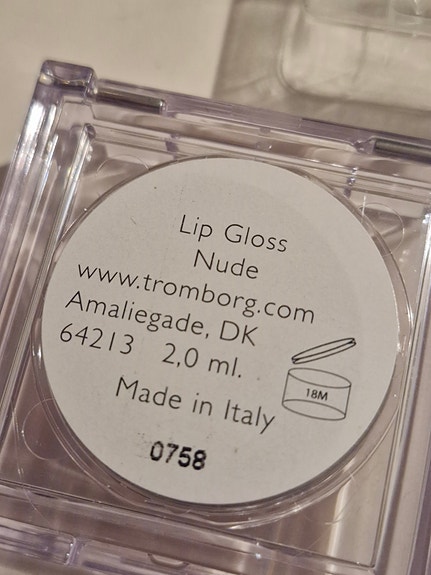 Lip Gloss
Nude
www.tromborg.com
Amaliegade, DK
64213 2,0 ml.
18M
Made in Italy
0758